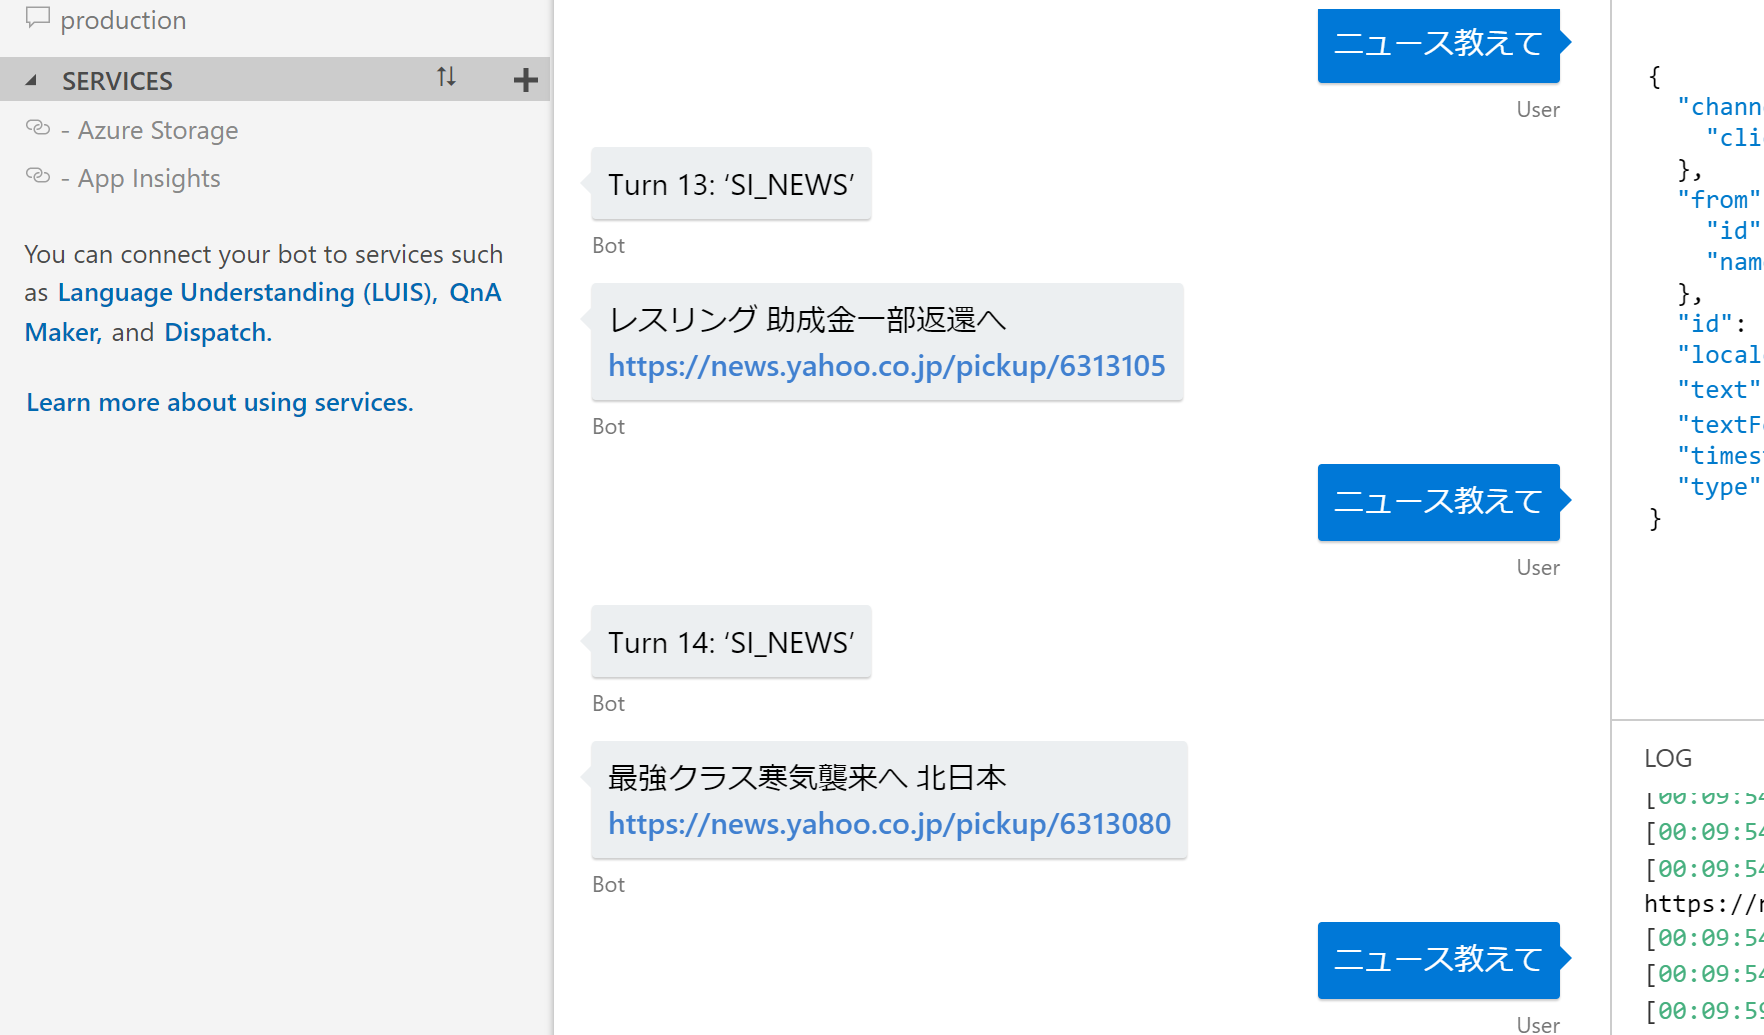 production
SERVICES
- Azure Storage
- App Insights
You can connect your bot to services such
as Language Understanding (LUIS), QnA
Maker, and Dispatch.
Learn more about using services.
ニュース教えて
User
Turn 13: ‘SI_NEWS’
Bot
レスリング 助成金一部返還へ
https://news.yahoo.co.jp/pickup/6313105
Bot
ニュース教えて
User
Turn 14: ‘SI_NEWS’
Bot
最強クラス寒気襲来へ 北日本
https://news.yahoo.co.jp/pickup/6313080
Bot
ニュース教えて
User
{
"chann
"cli
},
"from"
"id"
"nam
},
"id":
"local
"text"
"textF
"times
"type"
}
LOG
[00:09:54
[00:09:54
[00:09:54
https://
[00:09:54
[00:09:54
[00:09:59